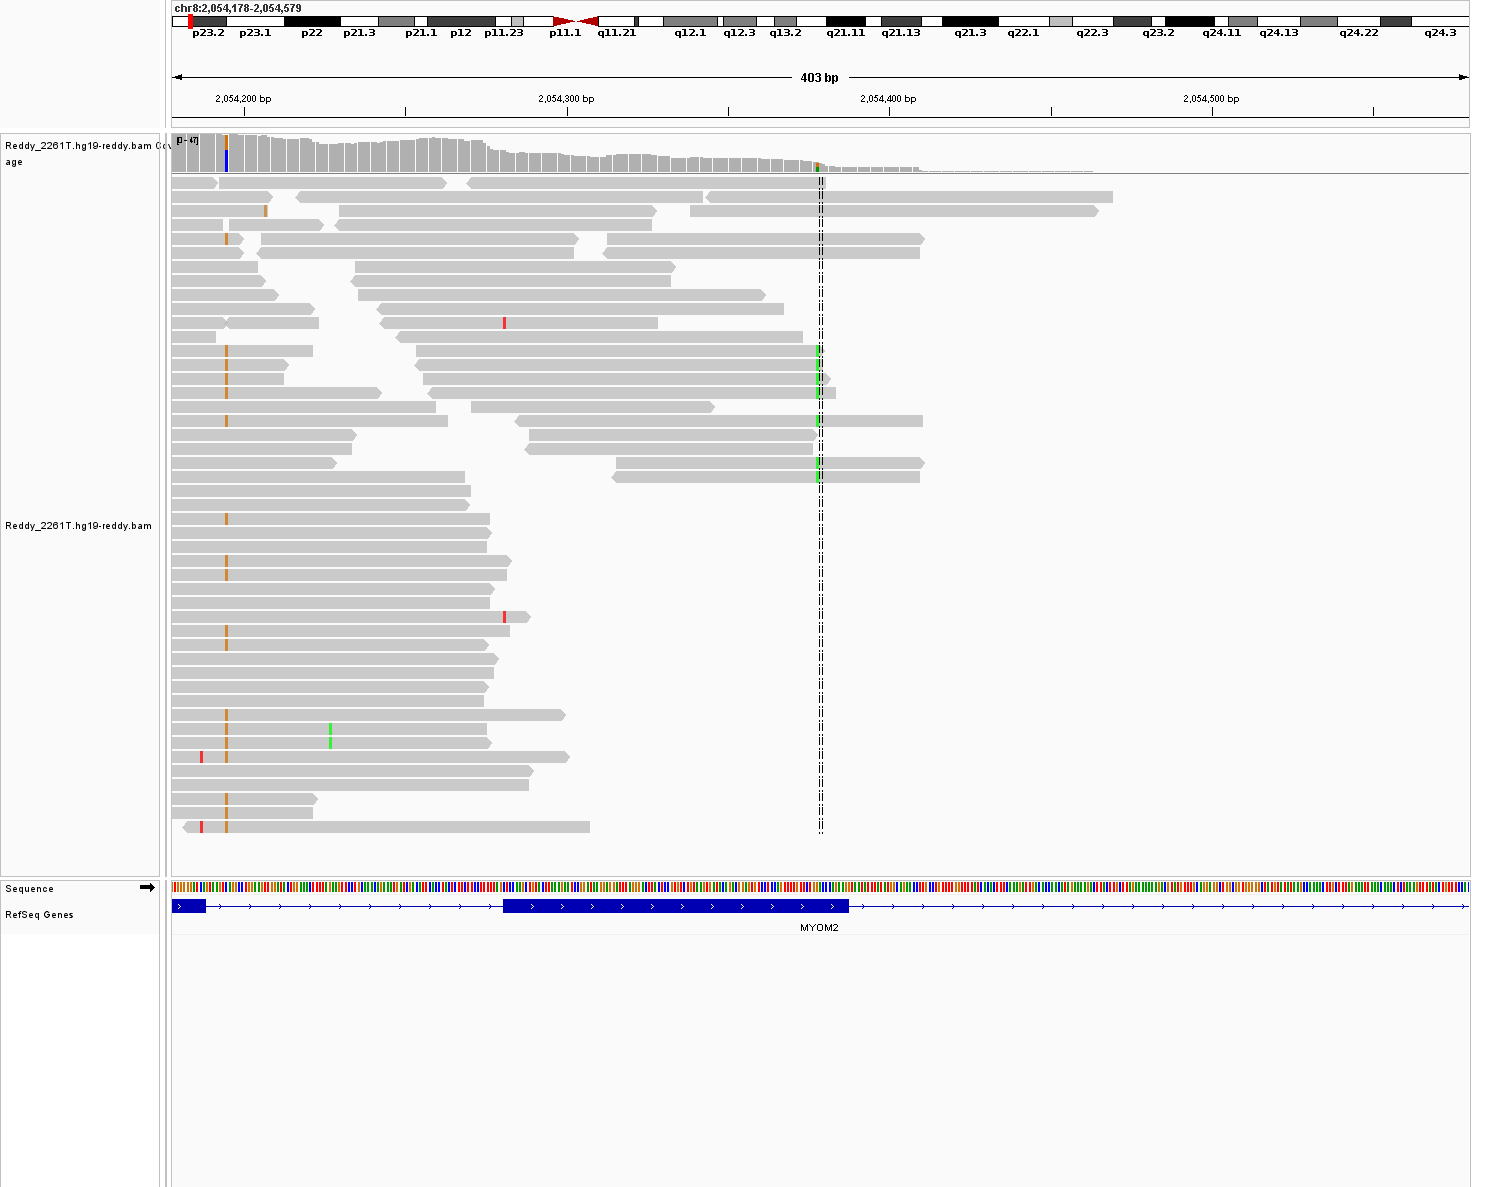 chr8:2,054,178-2,054,579
p23.2 p23.1 p22 p21.3 p21.1 p12 p11.23 p11.1 q11.21 q12.1 q12.3 q13.2 q21.11 q21.13 q21.3 q22.1 q22.3 q23.2 q24.11 q24.13 q24.22 q24.3
403 bp
2,054,200 bp 2,054,300 bp 2,054,400 bp 2,054,500 bp
Reddy_2261T.hg19-reddy.bam Cov
age
[0 - 47]
Reddy_2261T.hg19-reddy.bam
Sequence
RefSeq Genes
MYOM2